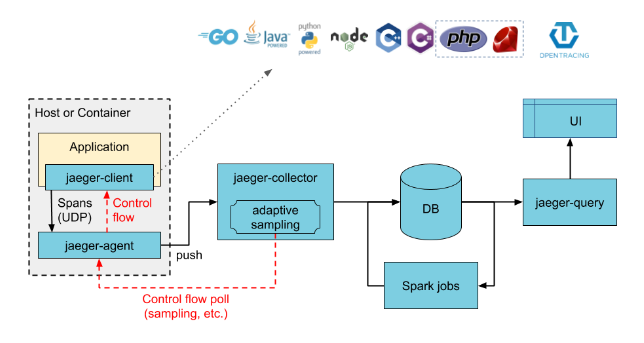 GO
Java
POWERED
python
powered
node
JS
C++
C#
php
OPENTRACING
Host or Container
Application
jaeger-client
Spans
(UDP)
Control
flow
jaeger-agent
push
jaeger-collector
adaptive
sampling
Control flow poll
(sampling, etc.)
DB
Spark jobs
UI
jaeger-query